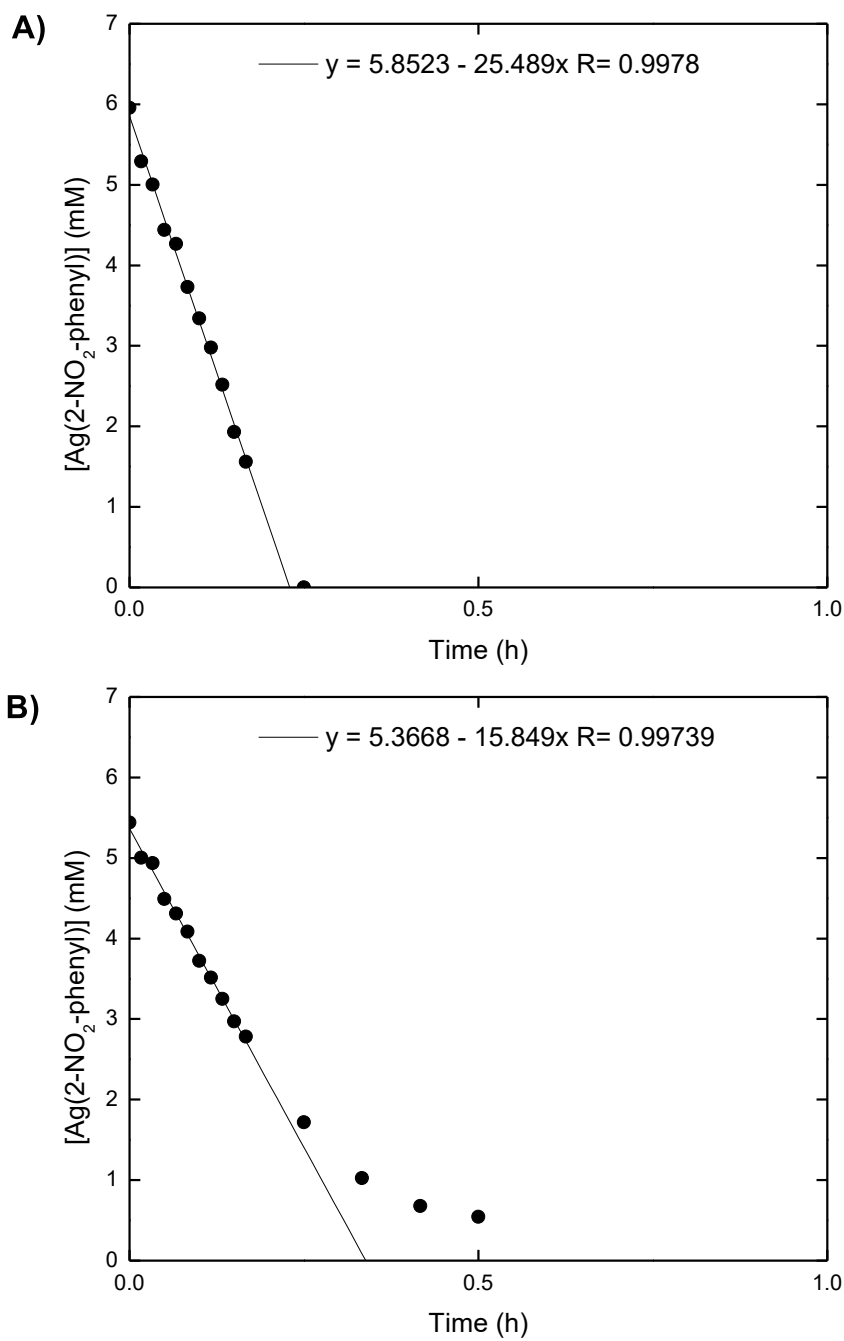 A)
y = 5.8523 - 25.489x R= 0.9978
[Ag(2-NO₂-phenyl)] (mM)
7
6
5
4
3
2
1
0
0.0 0.5 1.0
Time (h)
B)
y = 5.3668 - 15.849x R= 0.99739
[Ag(2-NO₂-phenyl)] (mM)
7
6
5
4
3
2
1
0
0.0 0.5 1.0
Time (h)